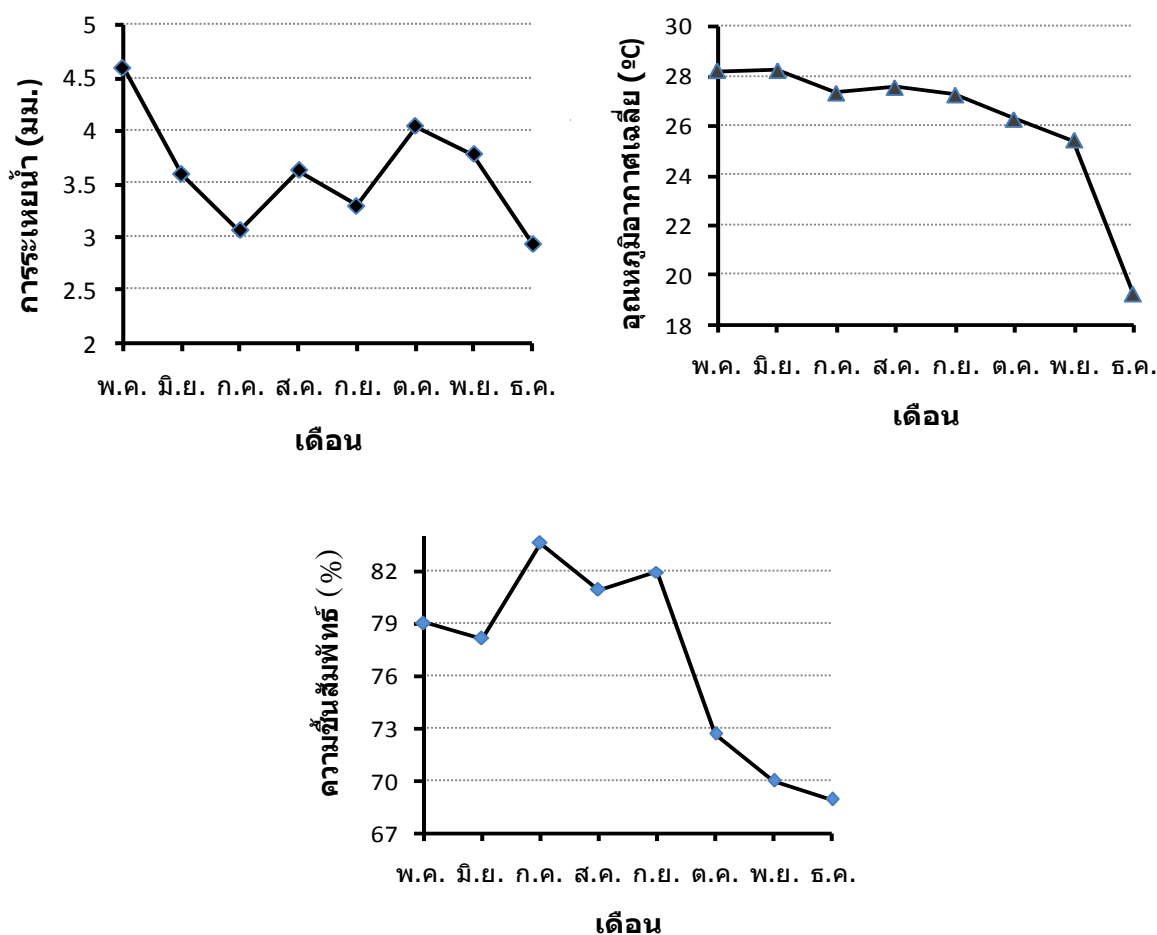 การระเหยน้ำ (มม.)
5
4.5
4
3.5
3
2.5
2
พ.ค. มิ.ย. ก.ค. ส.ค. ก.ย. ต.ค. พ.ย. ธ.ค.
เดือน
อุณหภูมิอากาศเฉลี่ย (ºC)
30
28
26
24
22
20
18
พ.ค. มิ.ย. ก.ค. ส.ค. ก.ย. ต.ค. พ.ย. ธ.ค.
เดือน
ความชื้นสัมพัทธ์ (%)
82
79
76
73
70
67
พ.ค. มิ.ย. ก.ค. ส.ค. ก.ย. ต.ค. พ.ย. ธ.ค.
เดือน